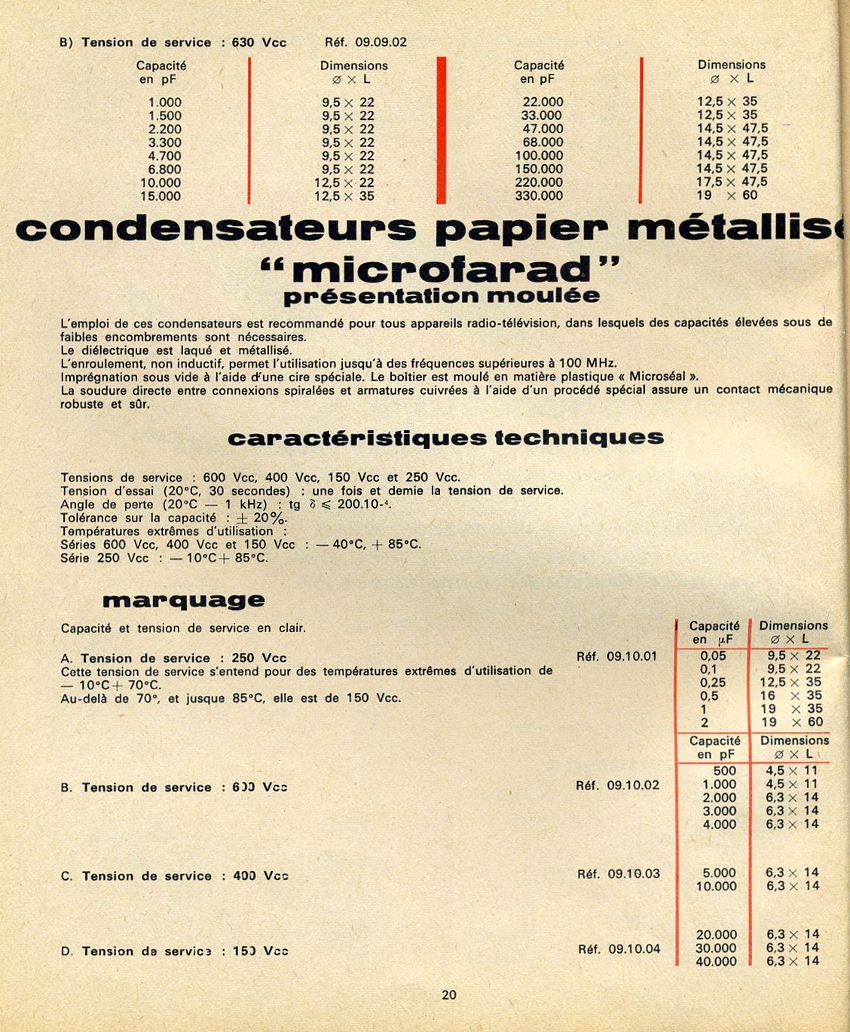 B) Tension de service : 630 Vcc Réf. 09.09.02
Capacité Dimensions Capacité Dimensions
en pF ⌀ × L en pF ⌀ × L
1.000 9,5 × 22 22.000 12,5 × 35
1.500 9,5 × 22 33.000 12,5 × 35
2.200 9,5 × 22 47.000 14,5 × 47,5
3.300 9,5 × 22 68.000 14,5 × 47,5
4.700 9,5 × 22 100.000 14,5 × 47,5
6.800 9,5 × 22 150.000 14,5 × 47,5
10.000 12,5 × 22 220.000 17,5 × 47,5
15.000 12,5 × 35 330.000 19 × 60
condensateurs papier métallisé
“microfarad”
présentation moulée
L'emploi de ces condensateurs est recommandé pour tous appareils radio-télévision, dans lesquels des capacités élevées sous de
faibles encombrements sont nécessaires.
Le diélectrique est laqué et métallisé.
L'enroulement, non inductif, permet l'utilisation jusqu'à des fréquences supérieures à 100 MHz.
Imprégnation sous vide à l'aide d'une cire spéciale. Le boîtier est moulé en matière plastique « Microséal ».
La soudure directe entre connexions spiralées et armatures cuivrées à l'aide d'un procédé spécial assure un contact mécanique
robuste et sûr.
caractéristiques techniques
Tensions de service : 600 Vcc, 400 Vcc, 150 Vcc et 250 Vcc.
Tension d'essai (20°C, 30 secondes) : une fois et demie la tension de service.
Angle de perte (20°C — 1 kHz) : tg δ ⩽ 200.10-⁴.
Tolérance sur la capacité : ± 20%.
Températures extrêmes d'utilisation :
Séries 600 Vcc, 400 Vcc et 150 Vcc : — 40°C, + 85°C.
Série 250 Vcc : — 10°C + 85°C.
marquage
Capacité et tension de service en clair.
Capacité Dimensions
en μF ⌀ × L
A. Tension de service : 250 Vcc Réf. 09.10.01 0,05 9,5 × 22
Cette tension de service s'entend pour des températures extrêmes d'utilisation de 0,1 9,5 × 22
— 10°C + 70°C. 0,25 12,5 × 35
Au-delà de 70°, et jusque 85°C, elle est de 150 Vcc. 0,5 16 × 35
1 19 × 35
2 19 × 60
Capacité Dimensions
en pF ⌀ × L
500 4,5 × 11
B. Tension de service : 600 Vcc Réf. 09.10.02 1.000 4,5 × 11
2.000 6,3 × 14
3.000 6,3 × 14
4.000 6,3 × 14
C. Tension de service : 400 Vcc Réf. 09.10.03 5.000 6,3 × 14
10.000 6,3 × 14
20.000 6,3 × 14
D. Tension de service : 150 Vcc Réf. 09.10.04 30.000 6,3 × 14
40.000 6,3 × 14
20